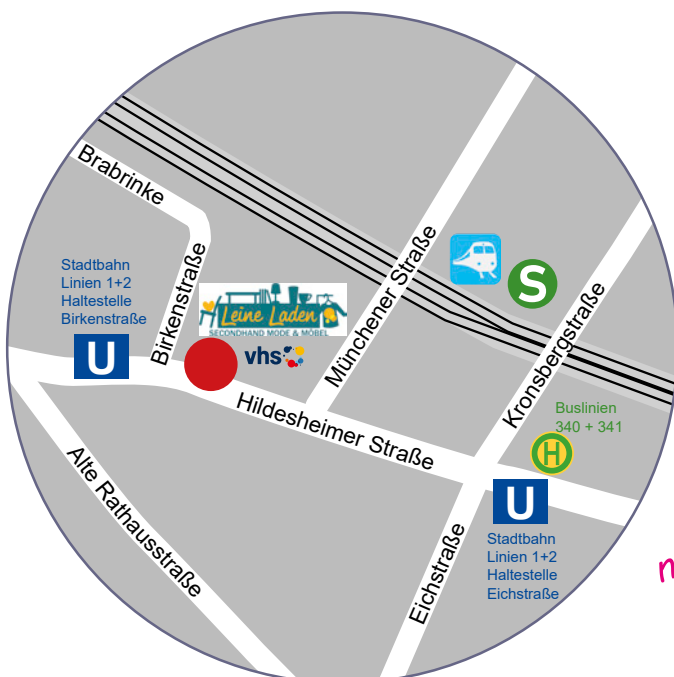 Brabrinke
Münchener Straße
Stadtbahn
Linien 1+2
Haltestelle
Birkenstraße
U
Birkenstraße
Leine Laden
SECONDHAND MODE & MÖBEL
vhs
S
Kronsbergstraße
Hildesheimer Straße
Buslinien
340 + 341
H
Alte Rathausstraße
U
Stadtbahn
Linien 1+2
Haltestelle
Eichstraße
Eichstraße